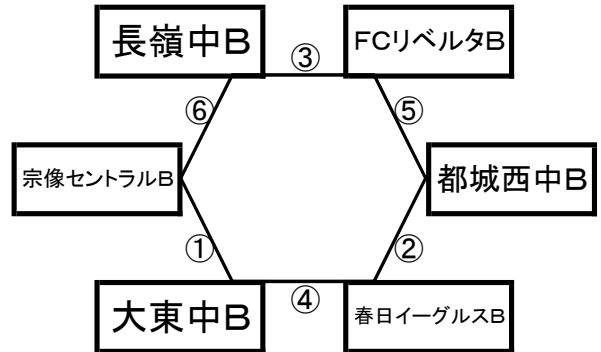 長嶺中B
FCリベルタB
③
⑥
⑤
宗像セントラルB
都城西中B
①
②
大東中B
④
春日イーグルスB